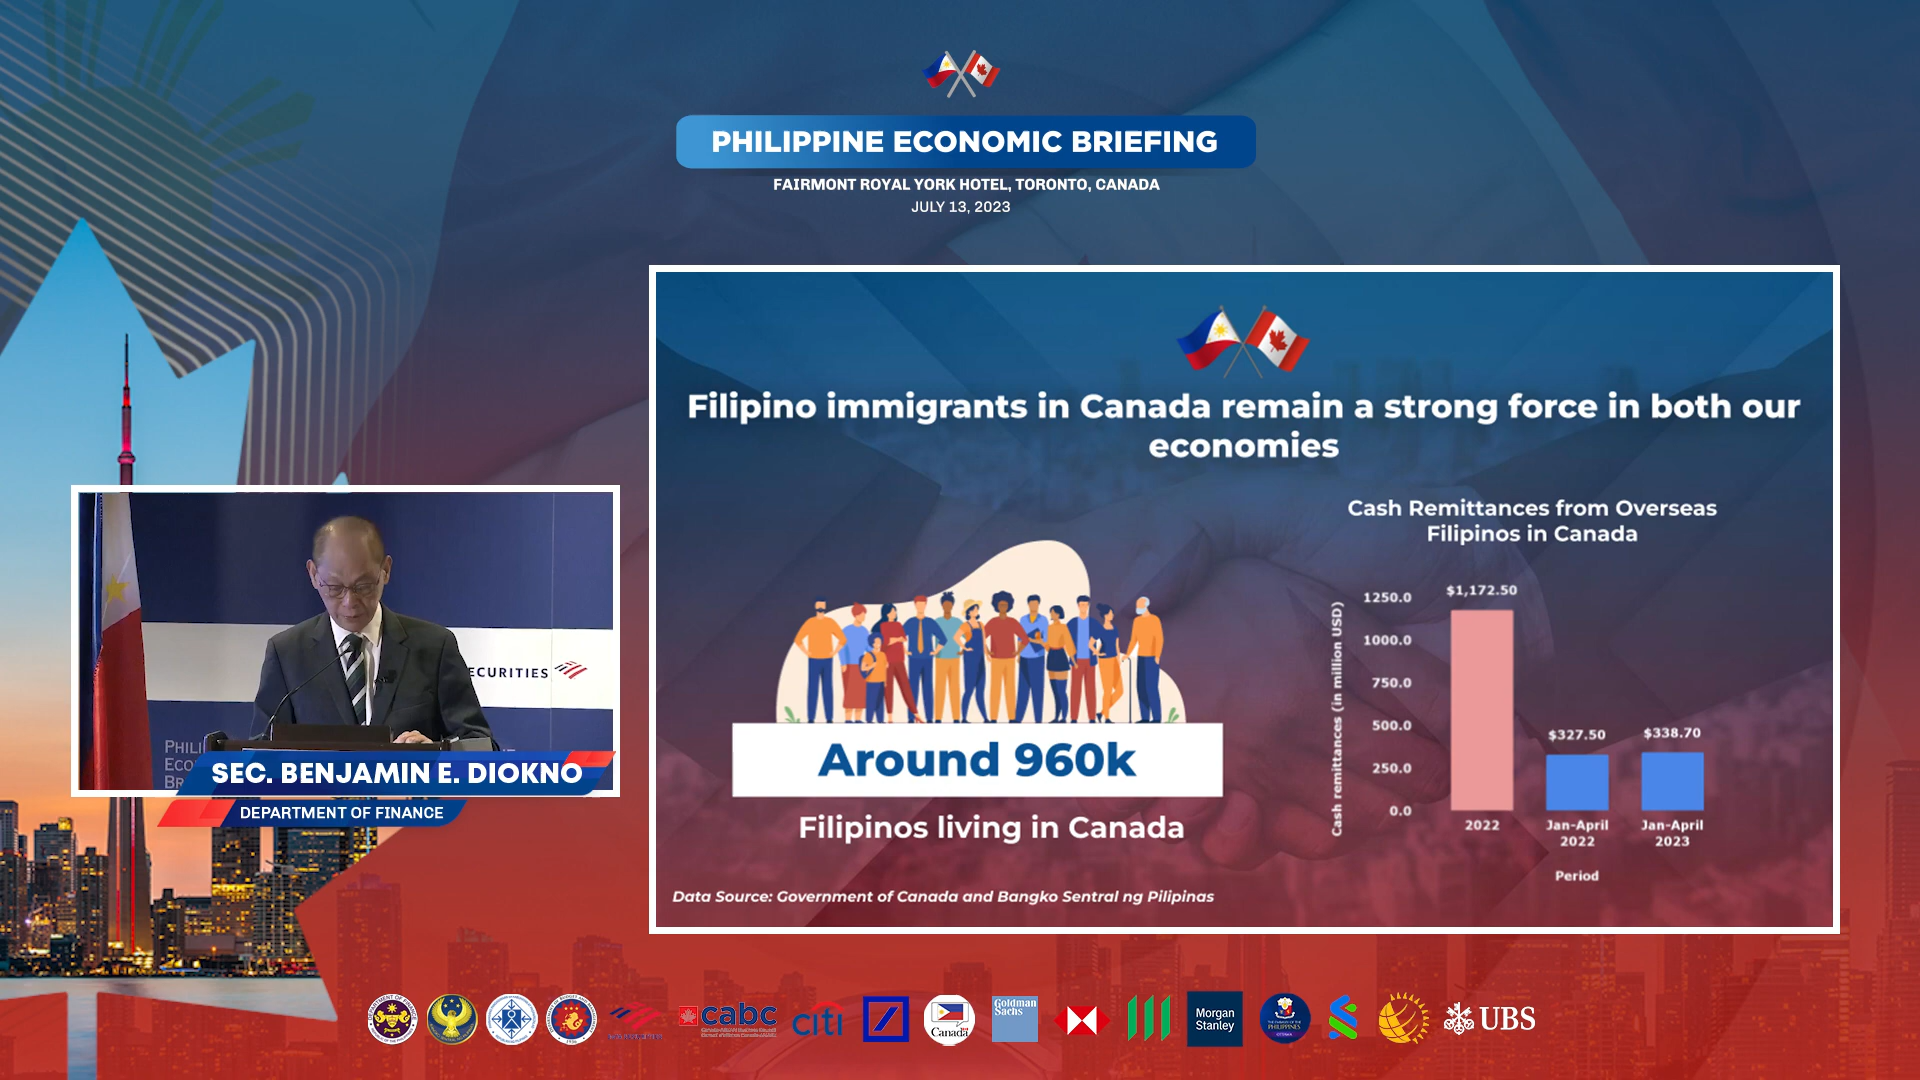 PHILIPPINE ECONOMIC BRIEFING
FAIRMONT ROYAL YORK HOTEL, TORONTO, CANADA
JULY 13, 2023
Filipino immigrants in Canada remain a strong force in both our
economies
Around 960k
Filipinos living in Canada
Data Source: Government of Canada and Bangko Sentral ng Pilipinas
Cash Remittances from Overseas
Filipinos in Canada
Cash remittances (in million USD)
1250.0
1000.0
750.0
500.0
250.0
0.0
$1,172.50
$327.50
$338.70
2022
Jan-April
2022
Jan-April
2023
Period
ECURITIES
PHILI
ECO
BR
SEC. BENJAMIN E. DIOKNO
DEPARTMENT OF FINANCE
cabc
citi
Canada
Goldman
Sachs
Morgan
Stanley
PHILIPPINES
UBS